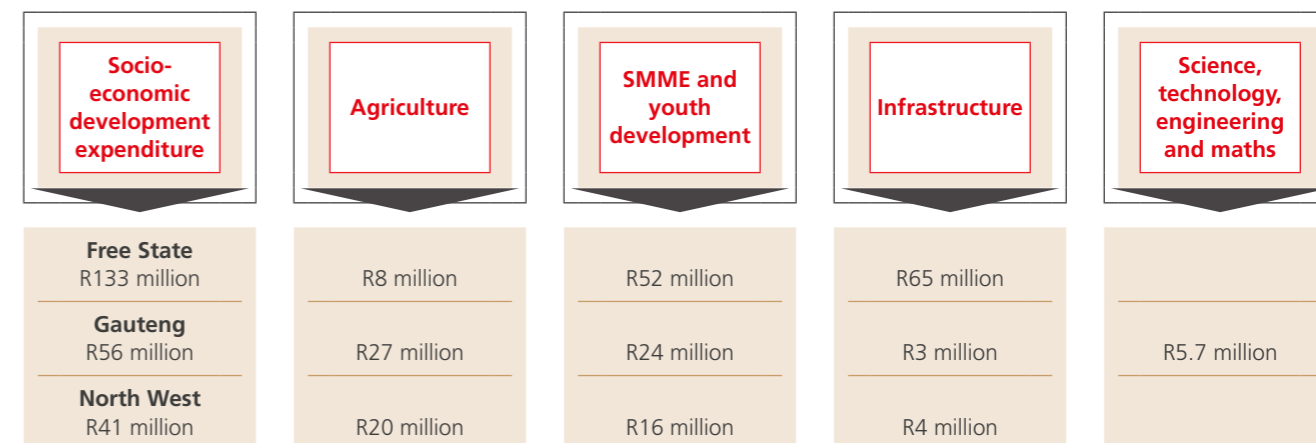 Socio-
economic
development
expenditure
Agriculture
SMME and
youth
development
Infrastructure
Science,
technology,
engineering
and maths
Free State
R133 million
R8 million
R52 million
R65 million
Gauteng
R56 million
R27 million
R24 million
R3 million
R5.7 million
North West
R41 million
R20 million
R16 million
R4 million